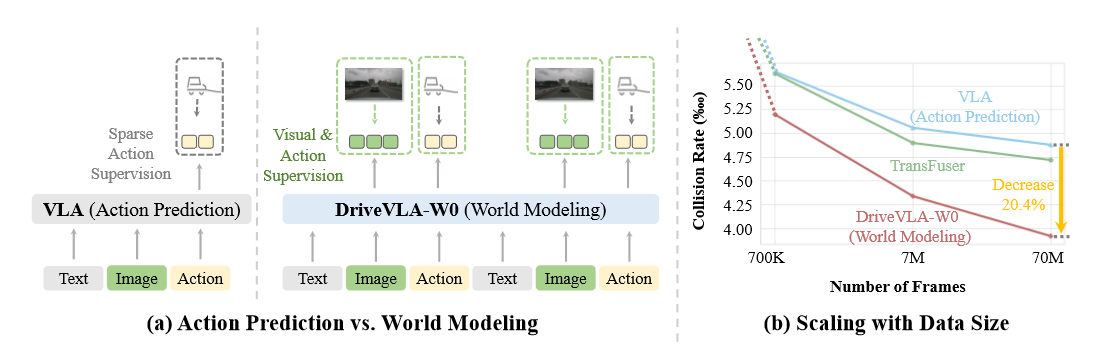 Sparse
Action
Supervision
VLA (Action Prediction)
Text
Image
Action
Visual &
Action
Supervision
DriveVLA-W0 (World Modeling)
Text
Image
Action
Text
Image
Action
(a) Action Prediction vs. World Modeling
Collision Rate (‱)
5.50
5.25
5.00
4.75
4.50
4.25
4.00
VLA
(Action Prediction)
TransFuser
Decrease
20.4%
DriveVLA-W0
(World Modeling)
700K
7M
70M
Number of Frames
(b) Scaling with Data Size